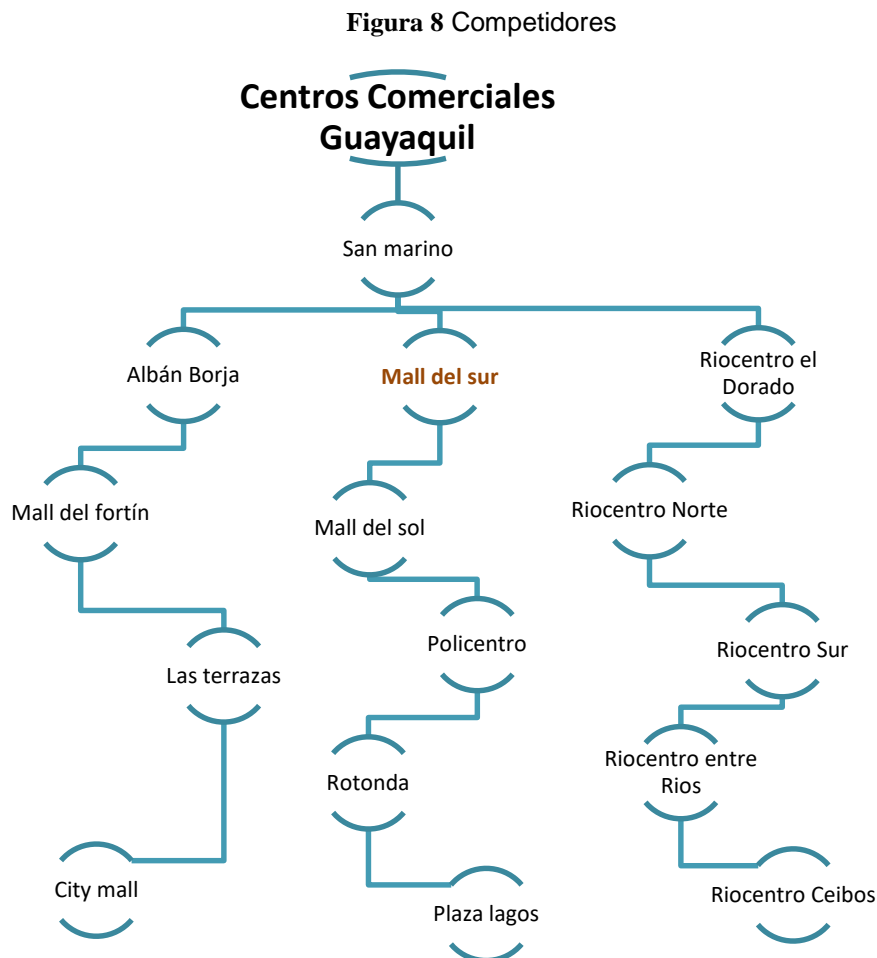 Figura 8 Competidores
Centros Comerciales
Guayaquil
San marino
Albán Borja
Mall del sur
Riocentro el
Dorado
Mall del fortín
Mall del sol
Riocentro Norte
Las terrazas
Policentro
Riocentro Sur
Rotonda
Riocentro entre
Rios
City mall
Plaza lagos
Riocentro Ceibos